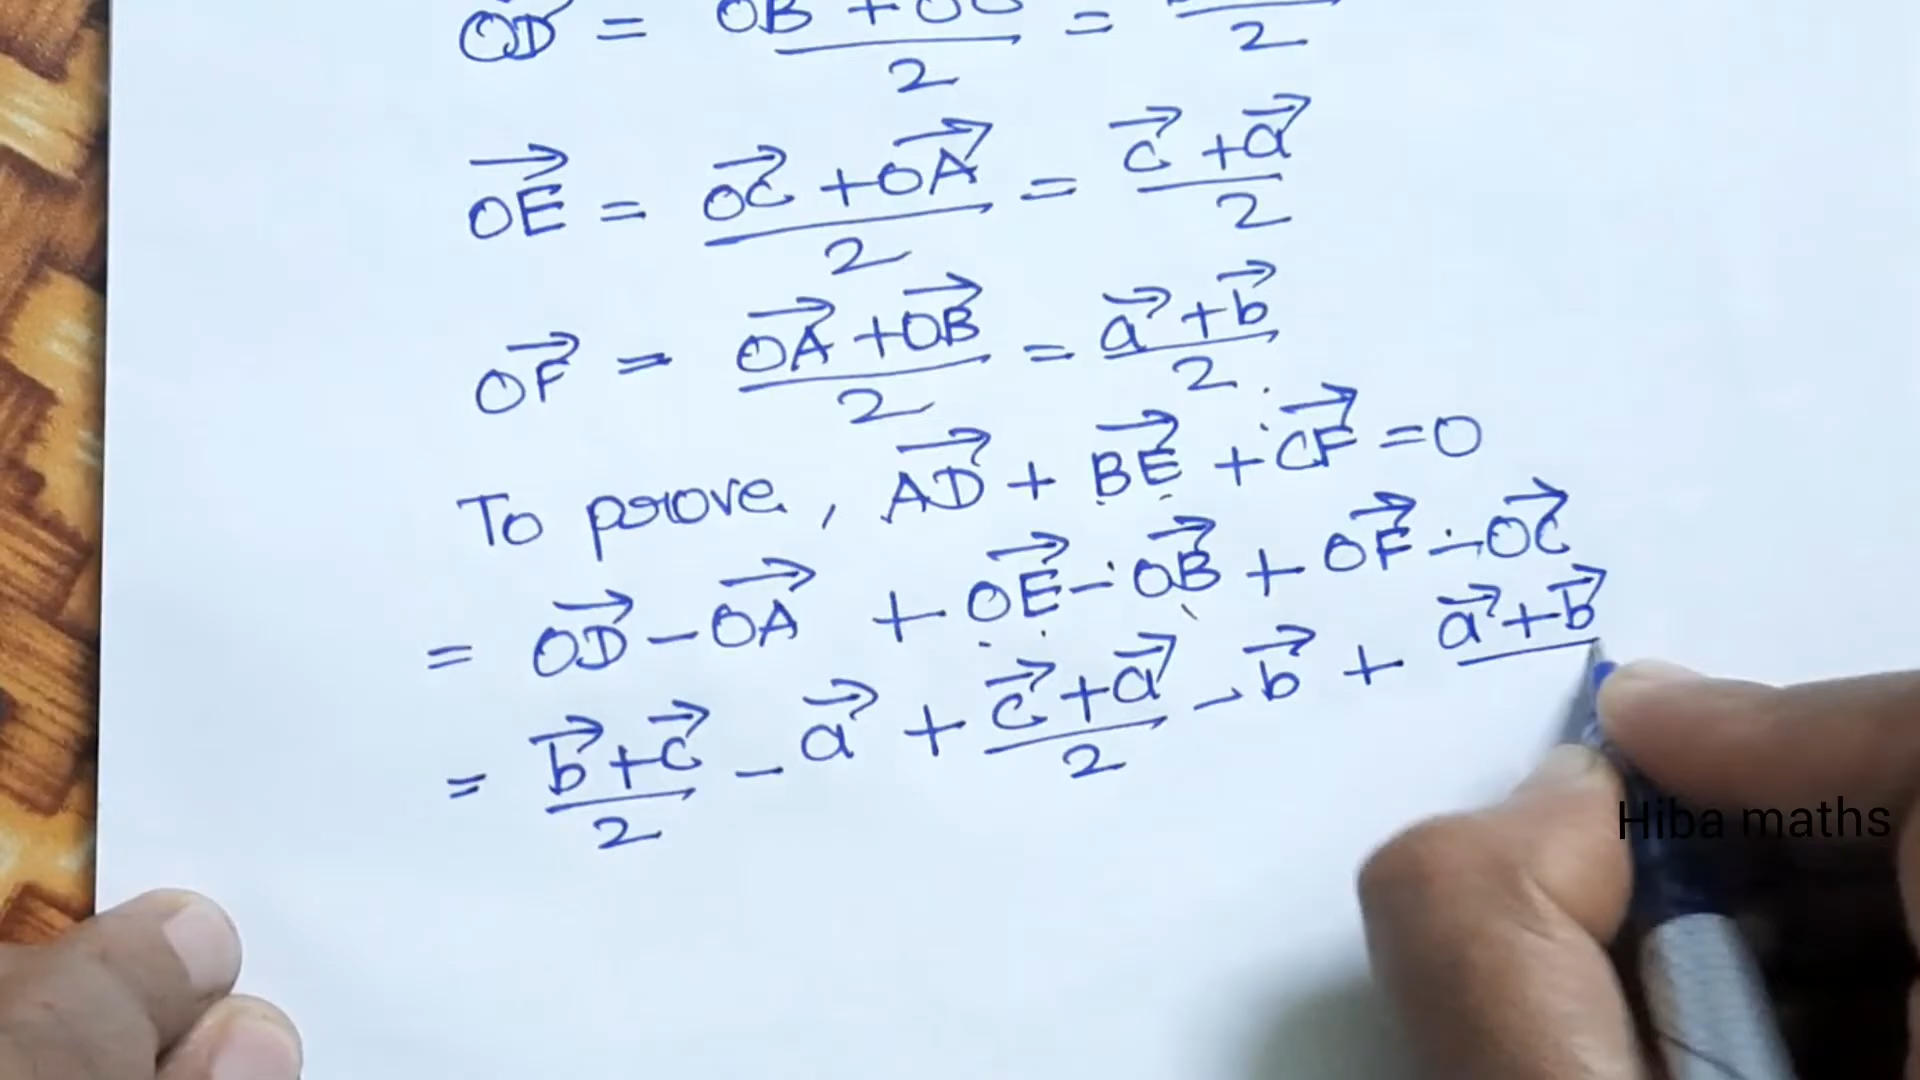 OD⃗ = OB + OC / 2 = / 2
OE⃗ = OC⃗ + OA⃗ / 2 = c⃗ + a⃗ / 2
OF⃗ = OA⃗ + OB⃗ / 2 = a⃗ + b⃗ / 2
To prove, AD⃗ + BE⃗ + CF⃗ = 0
= OD⃗ - OA⃗ + OE⃗ - OB⃗ + OF⃗ - OC⃗
= b⃗ + c⃗ / 2 - a⃗ + c⃗ + a⃗ / 2 - b⃗ + a⃗ + b⃗
Hiba maths